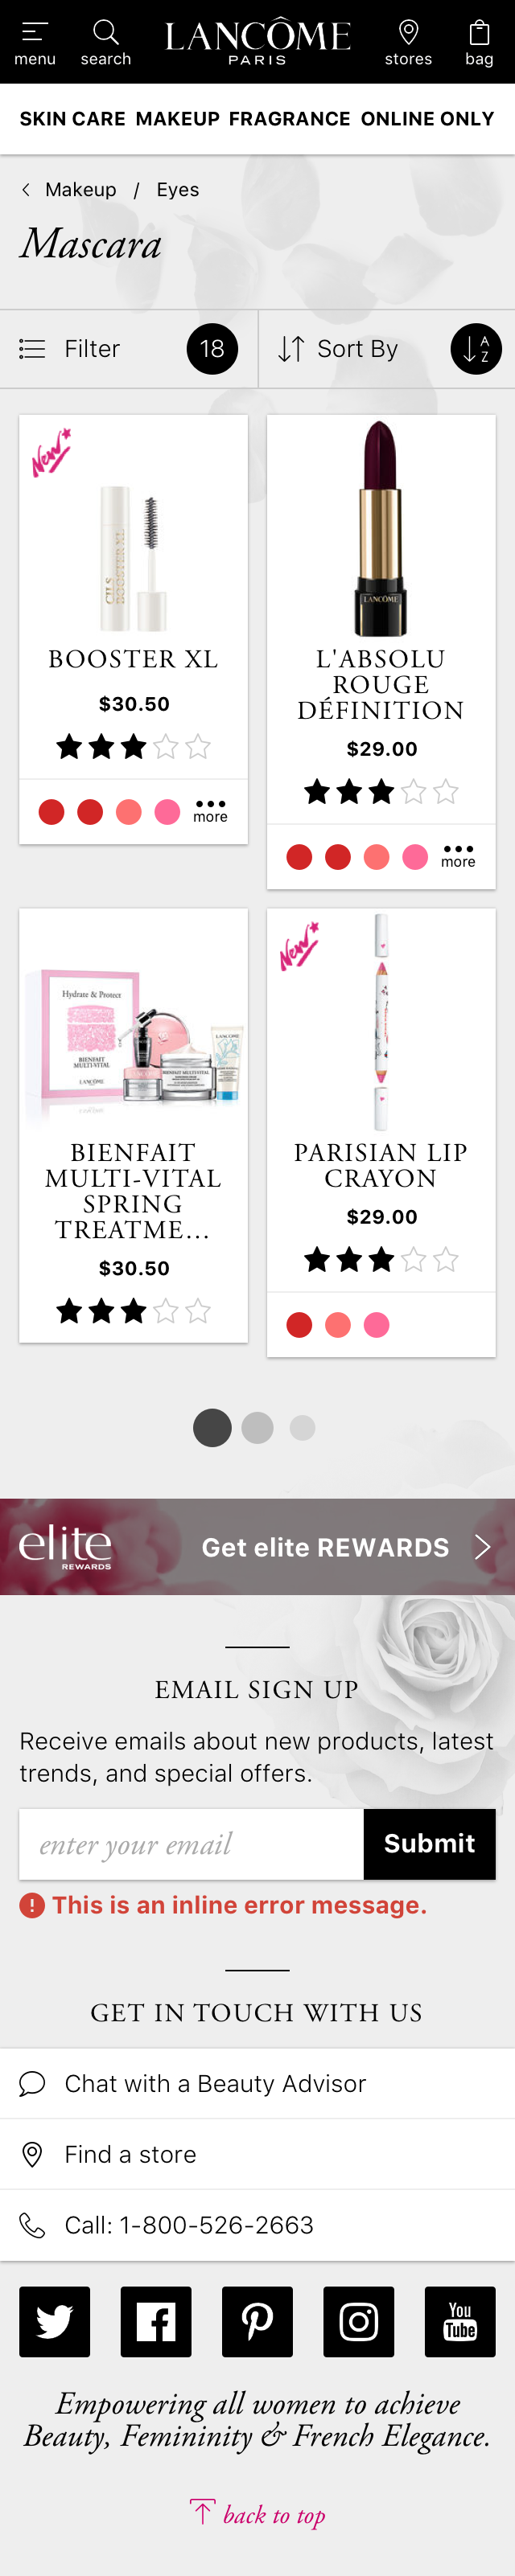 LANCÔME
PARIS
menu search stores bag
SKIN CARE MAKEUP FRAGRANCE ONLINE ONLY
Makeup / Eyes
Mascara
Filter 18 Sort By A Z
New
CILS
BOOSTER XL
BOOSTER XL
$30.50
more
LANCÔME
L'ABSOLU
ROUGE
DÉFINITION
$29.00
more
Hydrate & Protect
BIENFAIT
MULTI-VITAL
LANCÔME
LANCÔME
BIENFAIT MULTI-VITAL
BIENFAIT
MULTI-VITAL
SPRING
TREATME...
$30.50
New
PARISIAN LIP
CRAYON
$29.00
elite
REWARDS
Get elite REWARDS
EMAIL SIGN UP
Receive emails about new products, latest
trends, and special offers.
enter your email
Submit
! This is an inline error message.
GET IN TOUCH WITH US
Chat with a Beauty Advisor
Find a store
Call: 1-800-526-2663
You
Tube
Empowering all women to achieve
Beauty, Femininity & French Elegance.
back to top